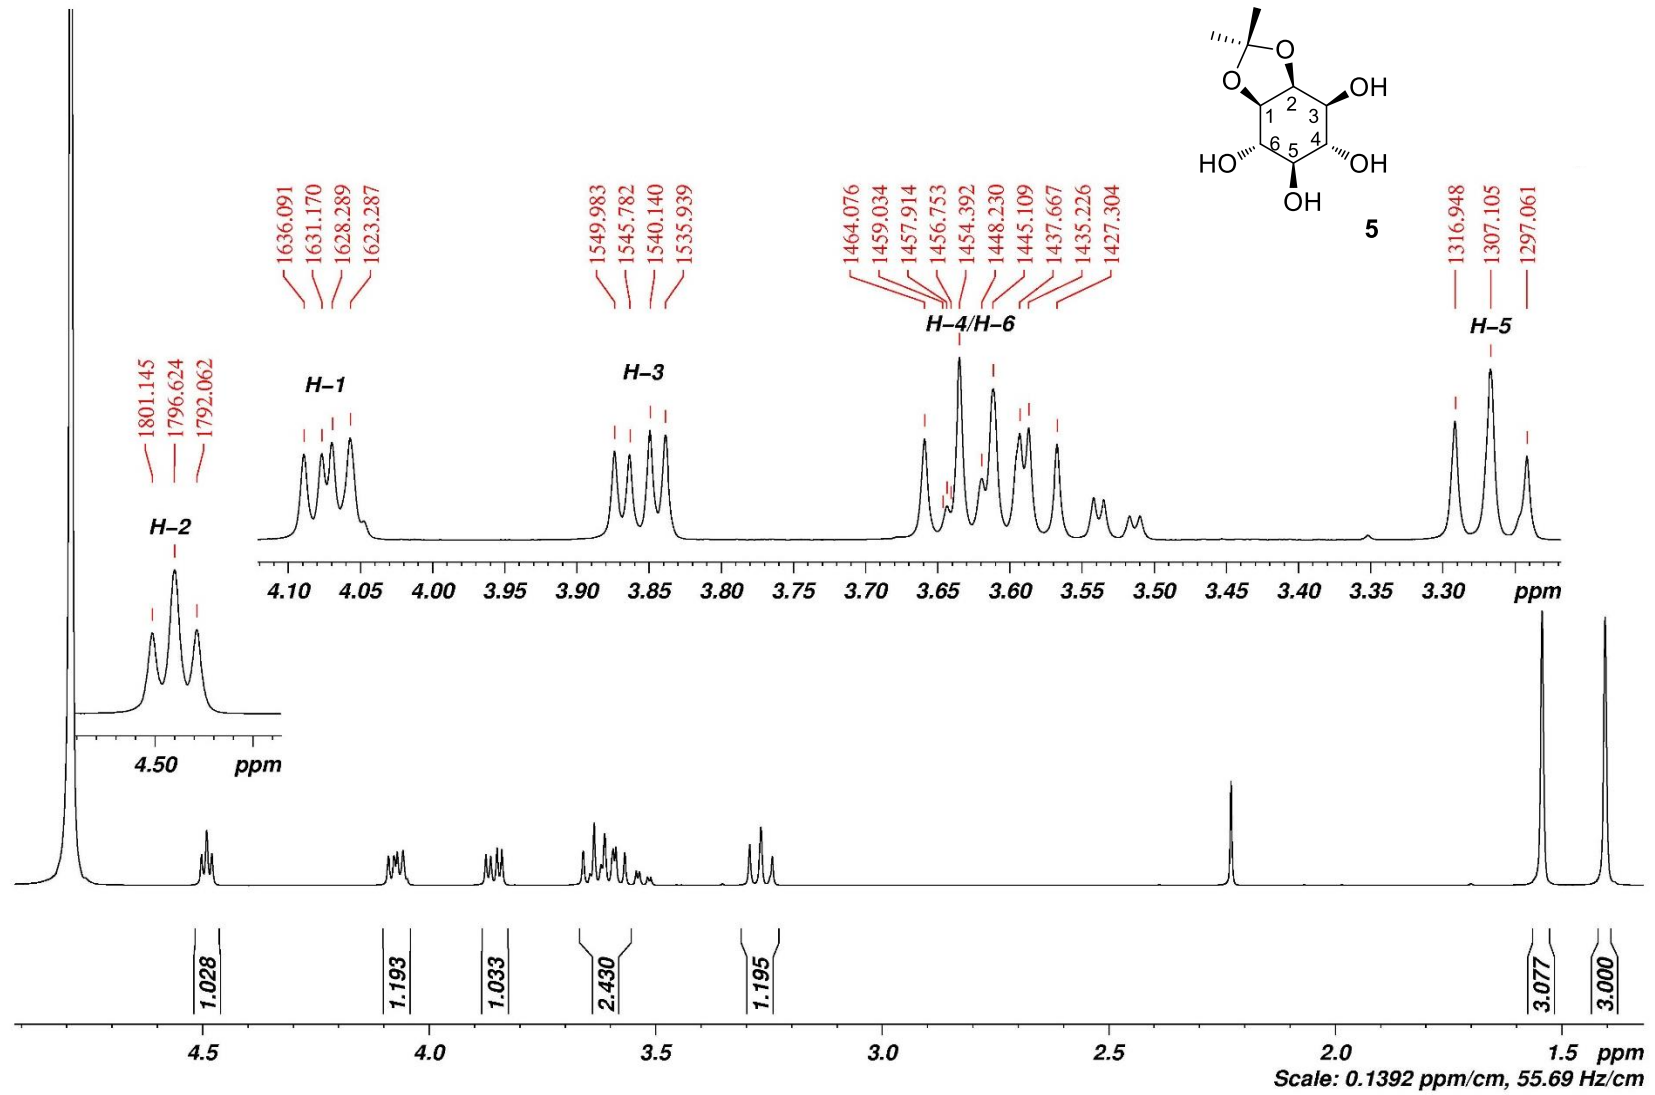 O
O
OH
2
1
3
6
4
5
HO
OH
OH
5
1636.091
1631.170
1628.289
1623.287
1549.983
1545.782
1540.140
1535.939
1464.076
1459.034
1457.914
1456.753
1454.392
1448.230
1445.109
1437.667
1435.226
1427.304
1316.948
1307.105
1297.061
H-4/H-6
H-5
1801.145
1796.624
1792.062
H-1
H-3
H-2
4.10 4.05 4.00 3.95 3.90 3.85 3.80 3.75 3.70 3.65 3.60 3.55 3.50 3.45 3.40 3.35 3.30 ppm
4.50 ppm
1.028
1.193
1.033
2.430
1.195
3.077
3.000
4.5 4.0 3.5 3.0 2.5 2.0 1.5 ppm
Scale: 0.1392 ppm/cm, 55.69 Hz/cm